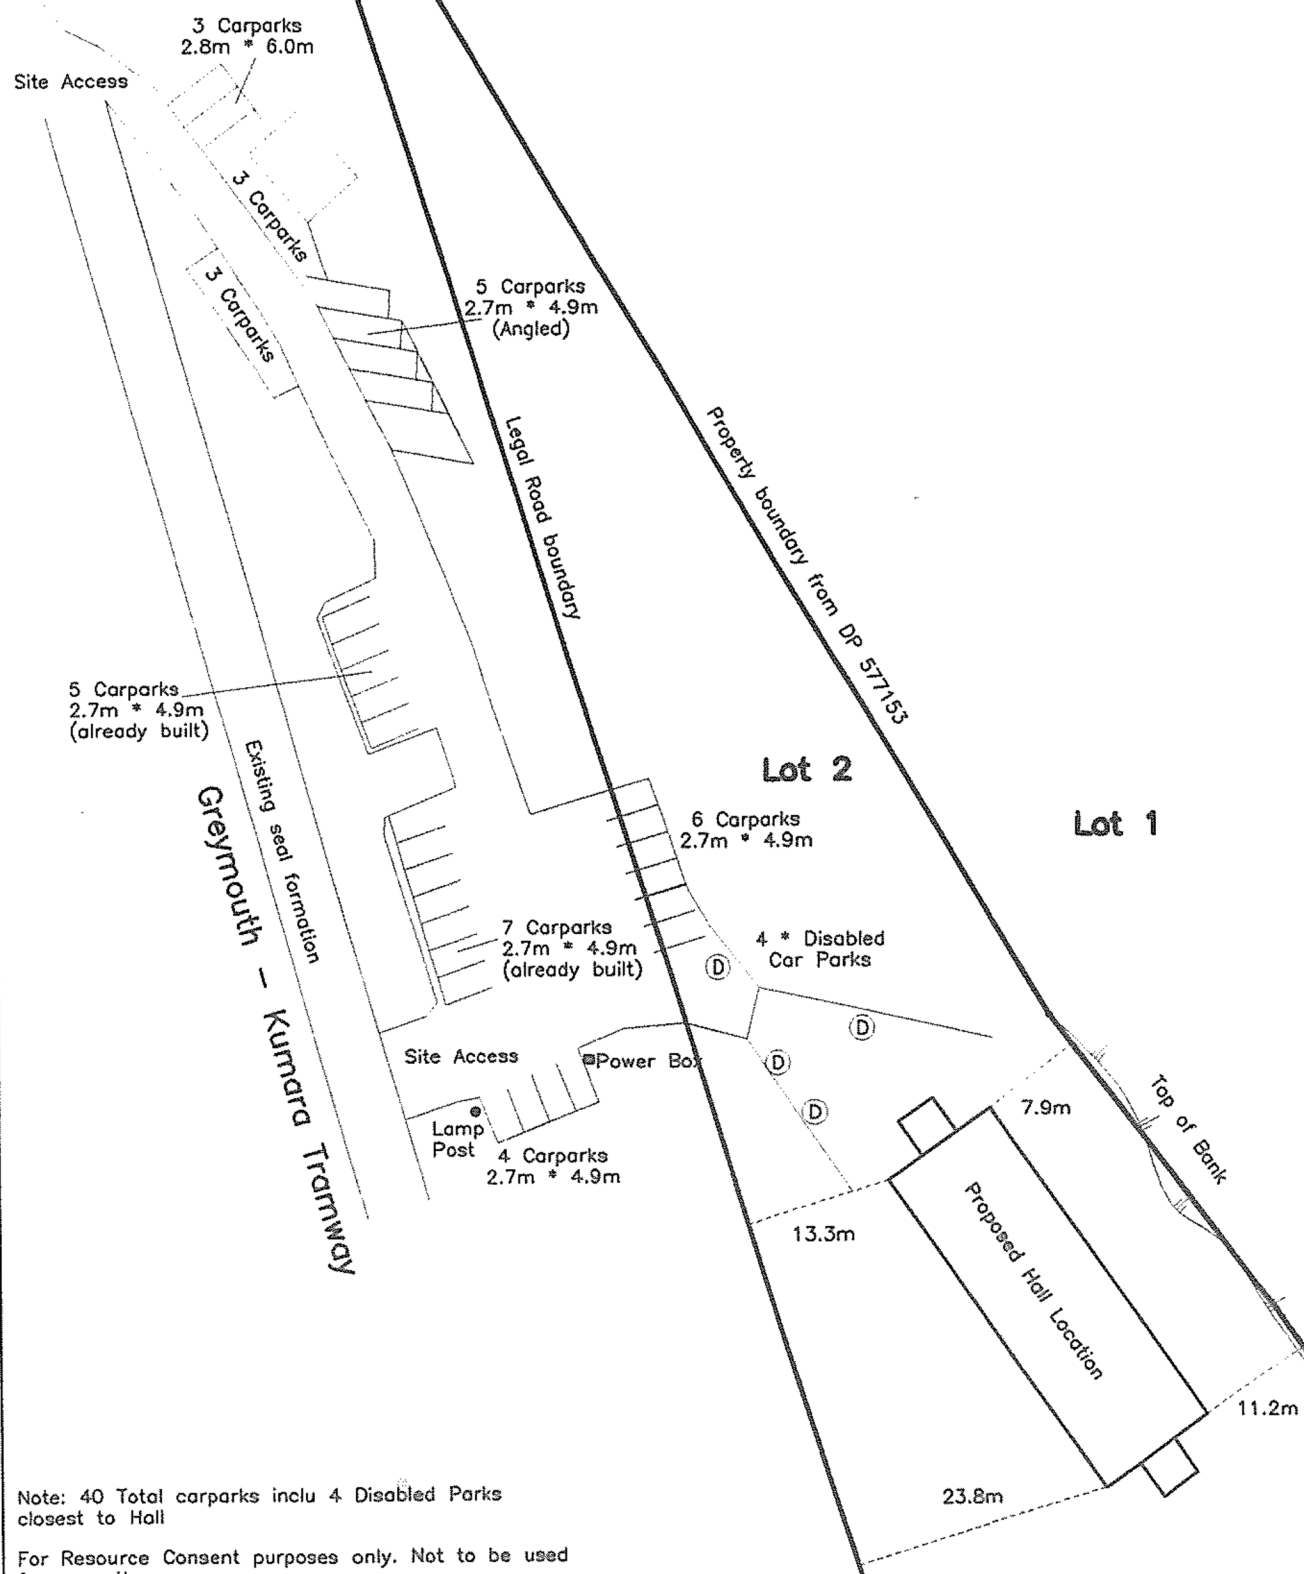 3 Carparks
2.8m * 6.0m
Site Access
3 Carparks
3 Carparks
5 Carparks
2.7m * 4.9m
(Angled)
Legal Road boundary
Property boundary from DP 577153
5 Carparks
2.7m * 4.9m
(already built)
Existing seal formation
Greymouth - Kumara Tramway
Lot 2
Lot 1
6 Carparks
2.7m * 4.9m
7 Carparks
2.7m * 4.9m
(already built)
4 * Disabled
Car Parks
D
D
D
D
Site Access
Power Box
Lamp
Post
4 Carparks
2.7m * 4.9m
7.9m
Top of Bank
13.3m
Proposed Hall Location
11.2m
23.8m
Note: 40 Total carparks inclu 4 Disabled Parks
closest to Hall
For Resource Consent purposes only. Not to be used